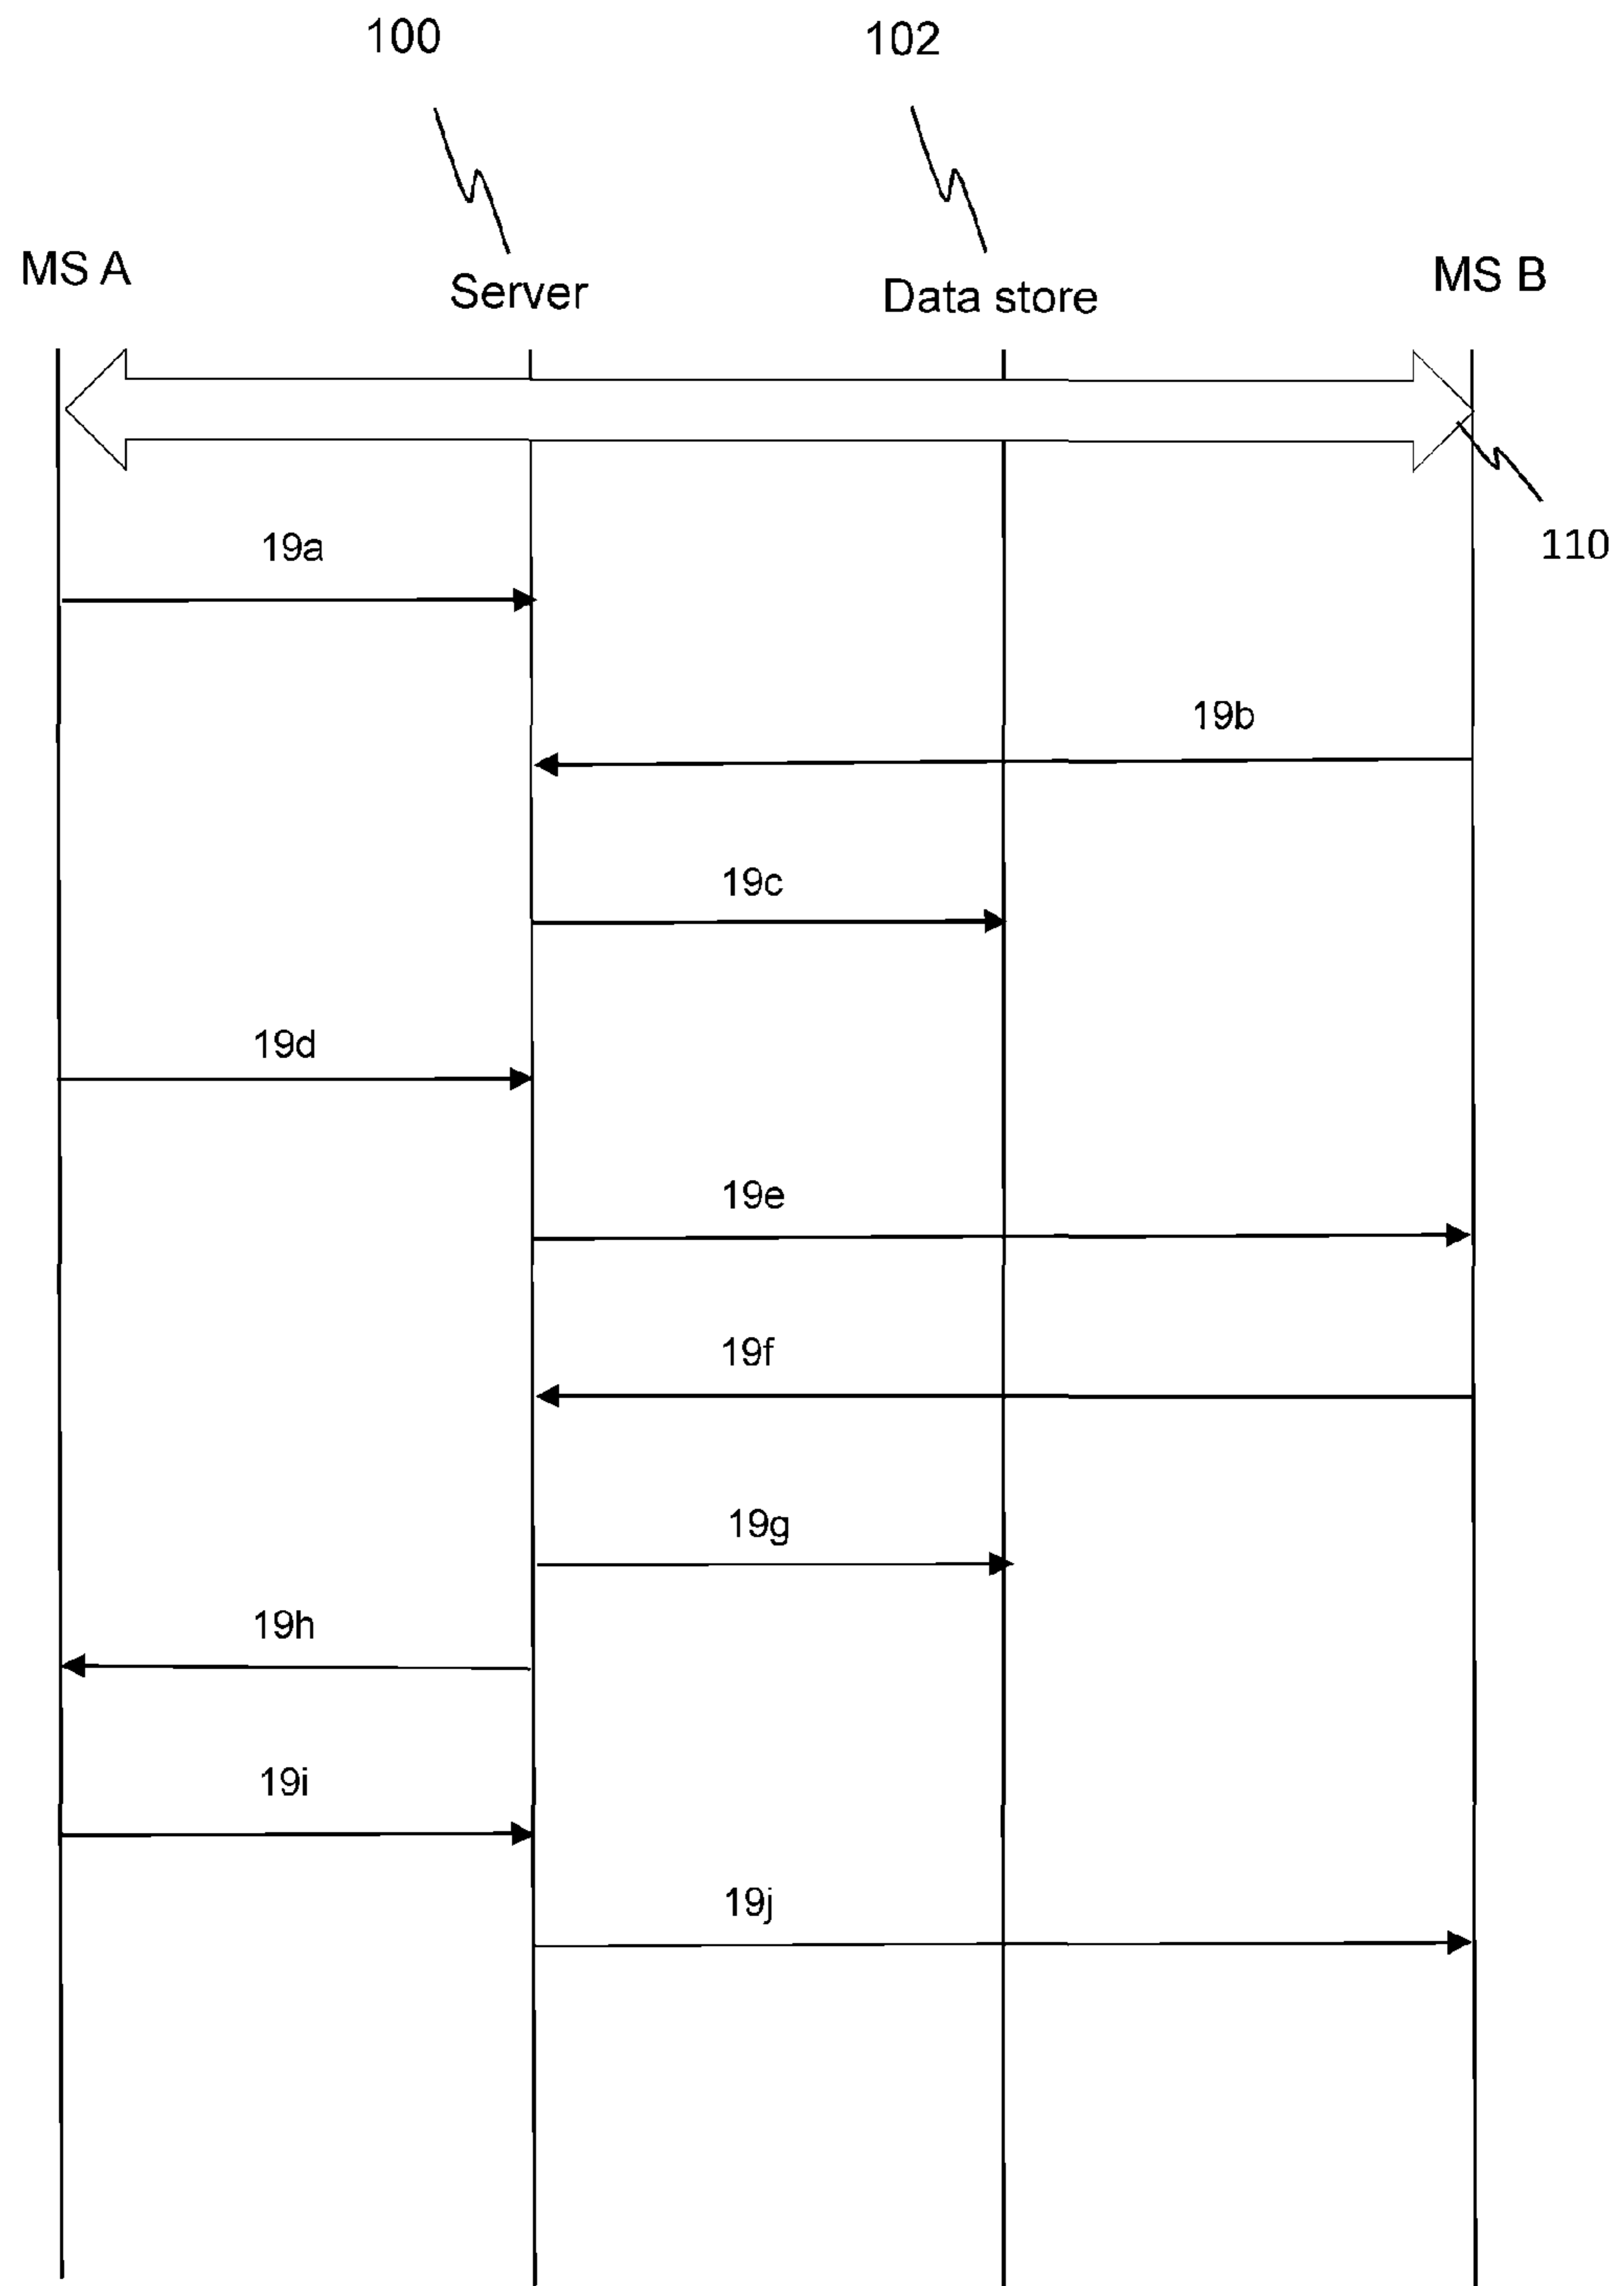 100
102
MS A
Server
Data store
MS B
110
19a
19b
19c
19d
19e
19f
19g
19h
19i
19j